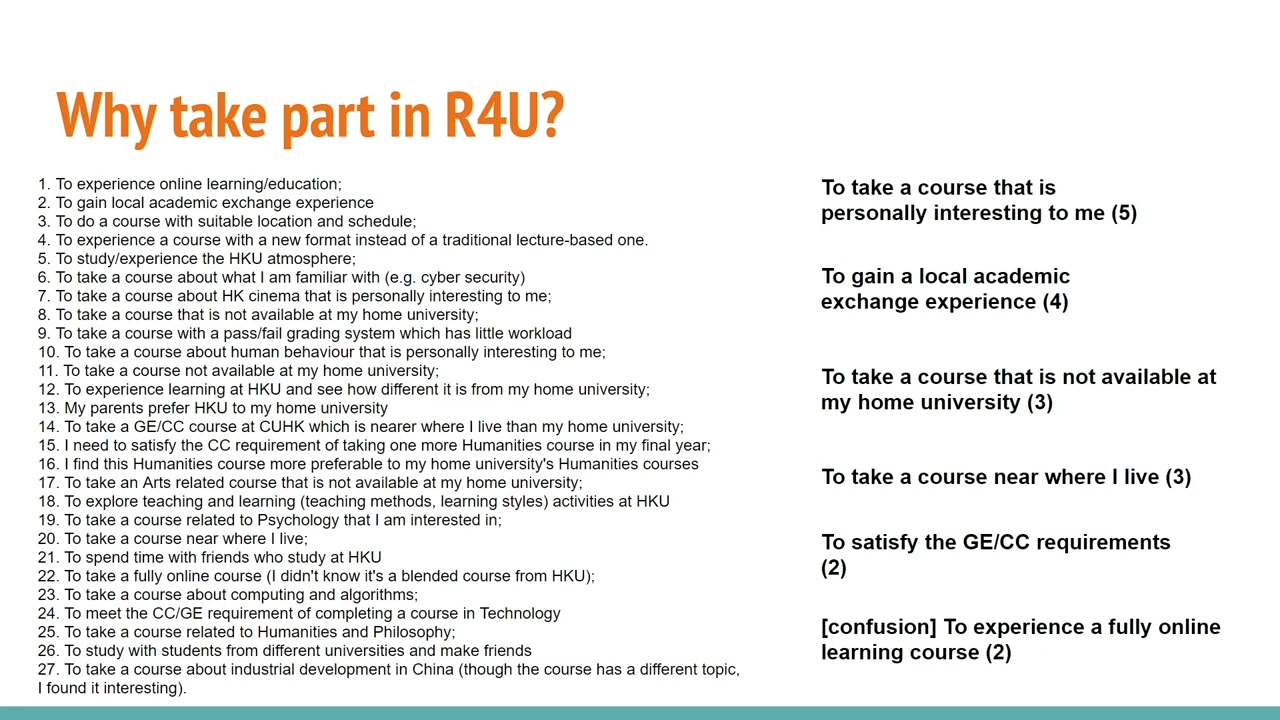 Why take part in R4U?
1. To experience online learning/education;
2. To gain local academic exchange experience
3. To do a course with suitable location and schedule;
4. To experience a course with a new format instead of a traditional lecture-based one.
5. To study/experience the HKU atmosphere;
6. To take a course about what I am familiar with (e.g. cyber security)
7. To take a course about HK cinema that is personally interesting to me;
8. To take a course that is not available at my home university;
9. To take a course with a pass/fail grading system which has little workload
10. To take a course about human behaviour that is personally interesting to me;
11. To take a course not available at my home university;
12. To experience learning at HKU and see how different it is from my home university;
13. My parents prefer HKU to my home university
14. To take a GE/CC course at CUHK which is nearer where I live than my home university;
15. I need to satisfy the CC requirement of taking one more Humanities course in my final year;
16. I find this Humanities course more preferable to my home university's Humanities courses
17. To take an Arts related course that is not available at my home university;
18. To explore teaching and learning (teaching methods, learning styles) activities at HKU
19. To take a course related to Psychology that I am interested in;
20. To take a course near where I live;
21. To spend time with friends who study at HKU
22. To take a fully online course (I didn't know it's a blended course from HKU);
23. To take a course about computing and algorithms;
24. To meet the CC/GE requirement of completing a course in Technology
25. To take a course related to Humanities and Philosophy;
26. To study with students from different universities and make friends
27. To take a course about industrial development in China (though the course has a different topic,
I found it interesting).
To take a course that is
personally interesting to me (5)
To gain a local academic
exchange experience (4)
To take a course that is not available at
my home university (3)
To take a course near where I live (3)
To satisfy the GE/CC requirements
(2)
[confusion] To experience a fully online
learning course (2)